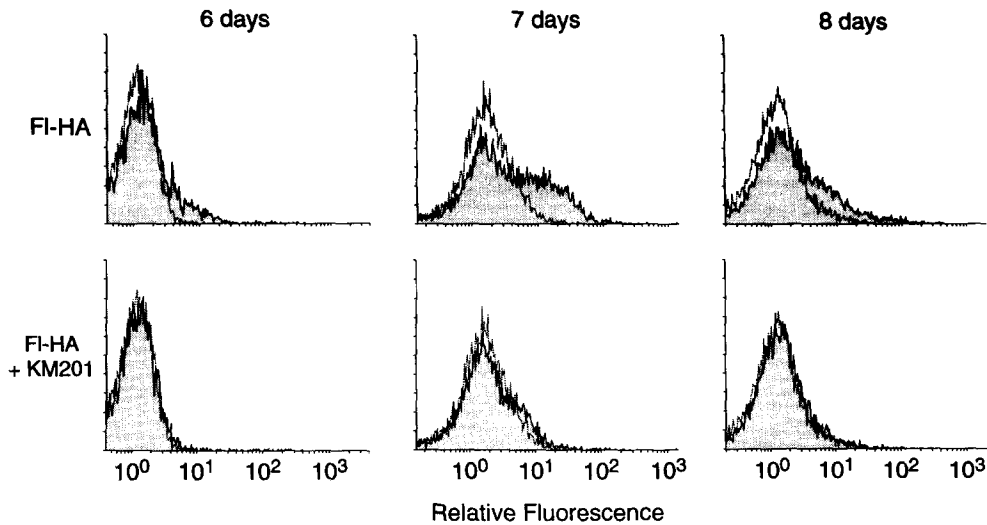 6 days
7 days
8 days
Fl-HA
Fl-HA
+ KM201
10⁰ 10¹ 10² 10³
10⁰ 10¹ 10² 10³
10⁰ 10¹ 10² 10³
Relative Fluorescence